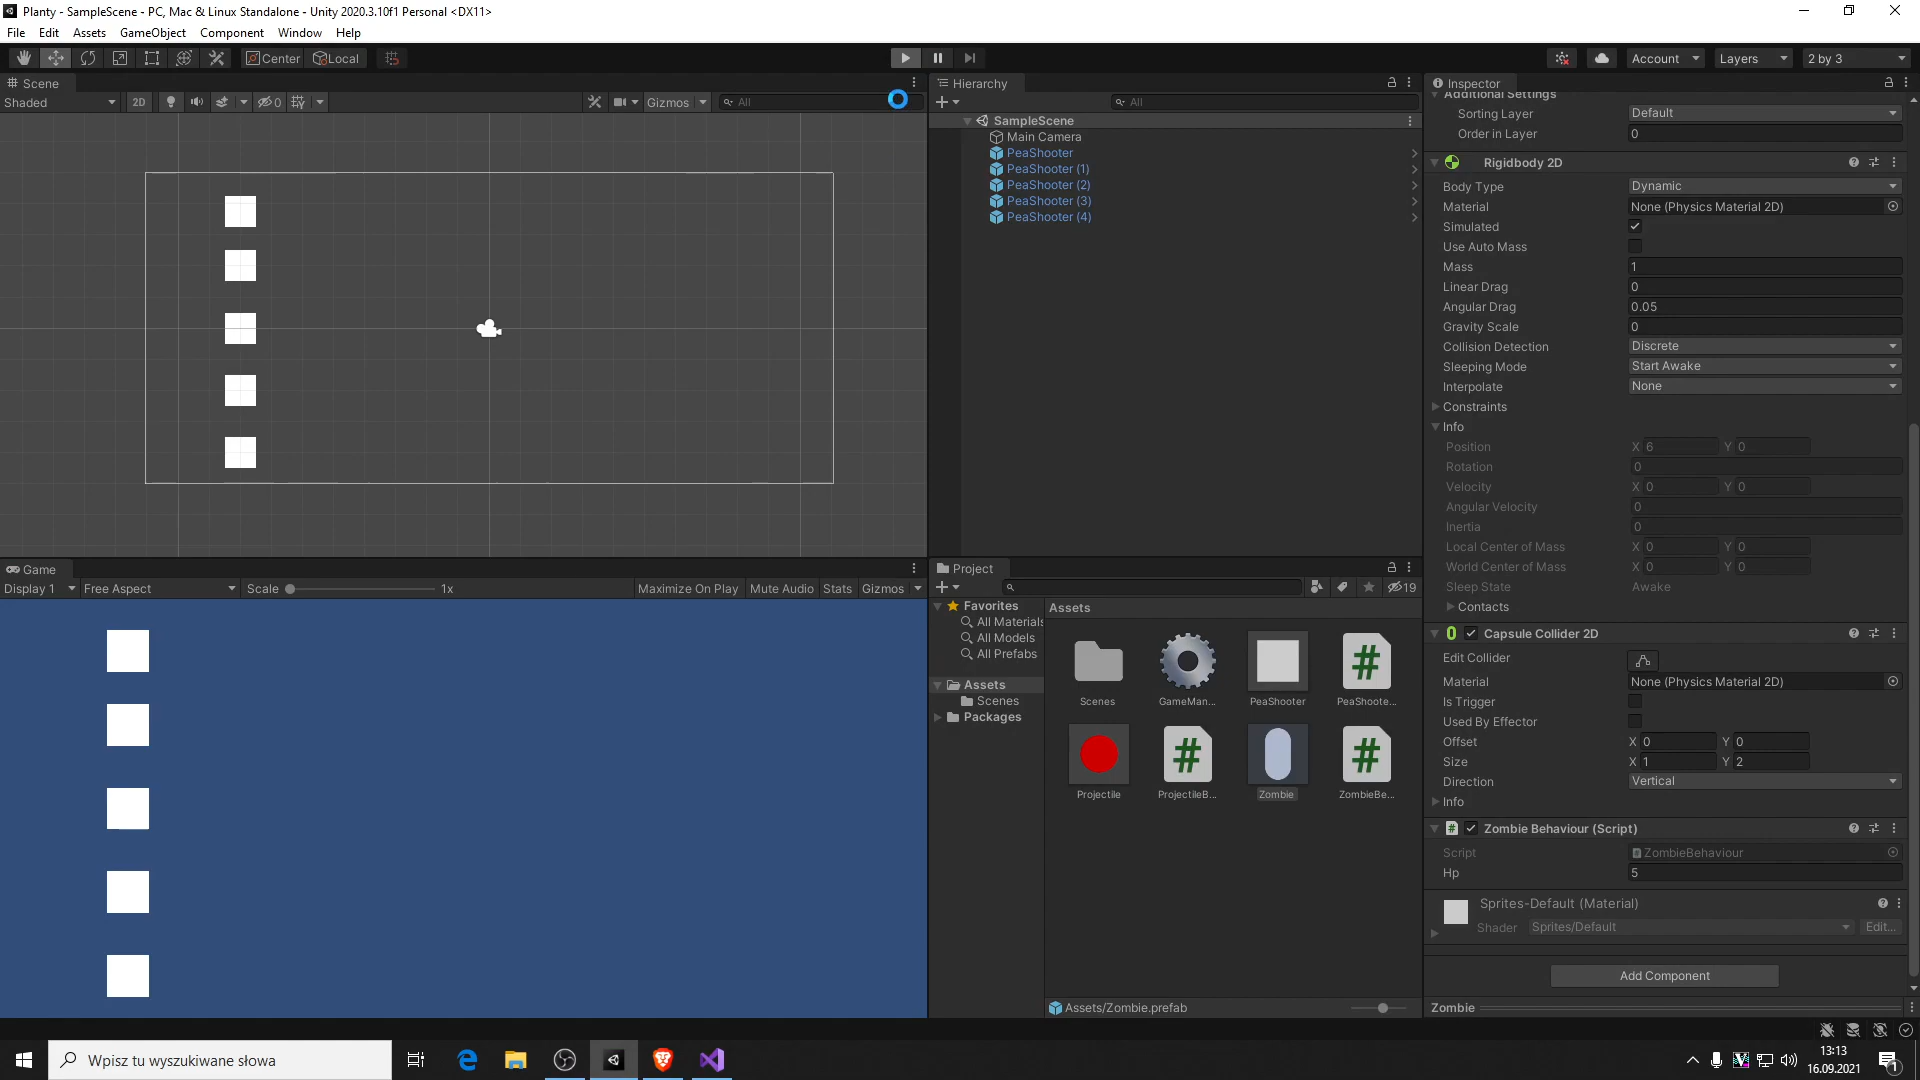 Planty - SampleScene - PC, Mac & Linux Standalone - Unity 2020.3.10f1 Personal <DX11>
File Edit Assets GameObject Component Window Help
Center Local Account Layers 2 by 3
Scene
Shaded 2D 0 Gizmos All
Hierarchy
All
SampleScene
Main Camera
PeaShooter
PeaShooter (1)
PeaShooter (2)
PeaShooter (3)
PeaShooter (4)
Inspector
Additional Settings
Sorting Layer Default
Order in Layer 0
Rigidbody 2D
Body Type Dynamic
Material None (Physics Material 2D)
Simulated
Use Auto Mass
Mass 1
Linear Drag 0
Angular Drag 0.05
Gravity Scale 0
Collision Detection Discrete
Sleeping Mode Start Awake
Interpolate None
Constraints
Info
Position X 6 Y 0
Rotation 0
Velocity X 0 Y 0
Angular Velocity 0
Inertia 0
Local Center of Mass X 0 Y 0
World Center of Mass X 0 Y 0
Sleep State Awake
Contacts
Capsule Collider 2D
Edit Collider
Material None (Physics Material 2D)
Is Trigger
Used By Effector
Offset X 0 Y 0
Size X 1 Y 2
Direction Vertical
Info
Zombie Behaviour (Script)
Script ZombieBehaviour
Hp 5
Sprites-Default (Material)
Shader Sprites/Default Edit...
Add Component
Zombie
Game
Display 1 Free Aspect Scale 1x Maximize On Play Mute Audio Stats Gizmos
Project
19
Favorites
All Materials
All Models
All Prefabs
Assets
Scenes
Packages
Assets
Scenes GameMan... PeaShooter PeaShoote...
Projectile ProjectileB... Zombie ZombieBe...
Assets/Zombie.prefab
Wpisz tu wyszukiwane słowa
13:13
16.09.2021
1